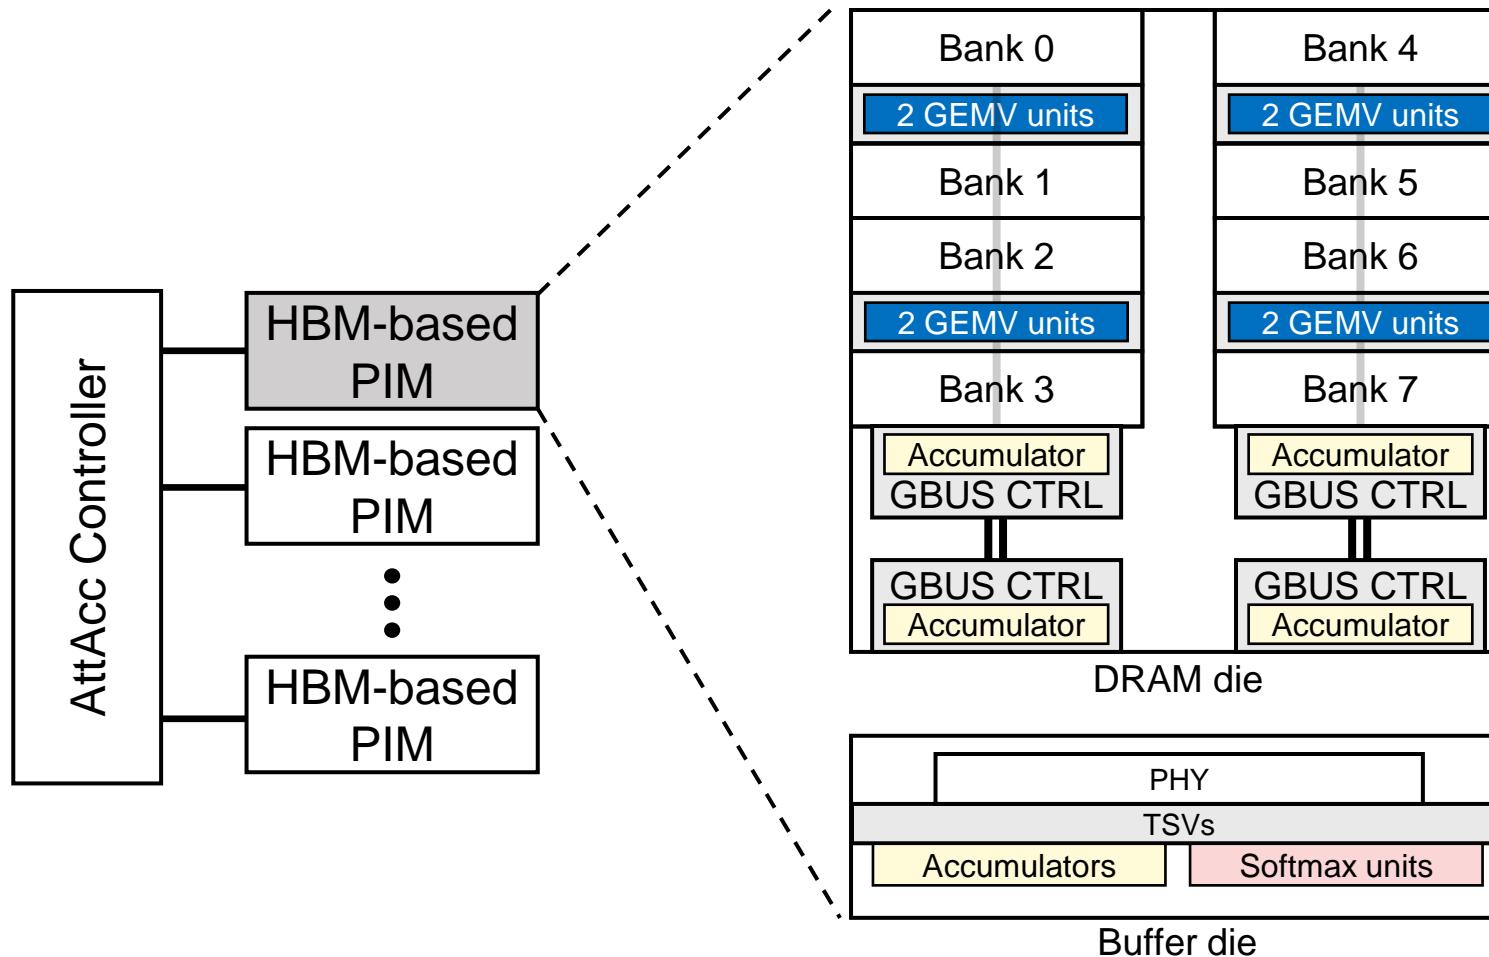 AttAcc Controller
HBM-based
PIM
HBM-based
PIM
HBM-based
PIM
Bank 0
2 GEMV units
Bank 1
Bank 2
2 GEMV units
Bank 3
Accumulator
GBUS CTRL
GBUS CTRL
Accumulator
Bank 4
2 GEMV units
Bank 5
Bank 6
2 GEMV units
Bank 7
Accumulator
GBUS CTRL
GBUS CTRL
Accumulator
DRAM die
PHY
TSVs
Accumulators
Softmax units
Buffer die